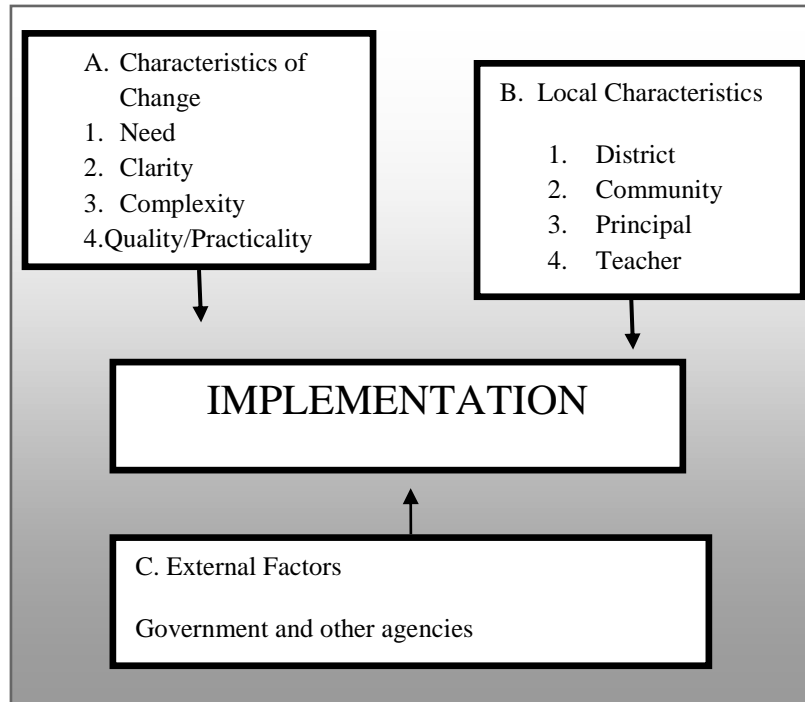 A. Characteristics of
Change
1. Need
2. Clarity
3. Complexity
4.Quality/Practicality
B. Local Characteristics
1. District
2. Community
3. Principal
4. Teacher
IMPLEMENTATION
C. External Factors
Government and other agencies